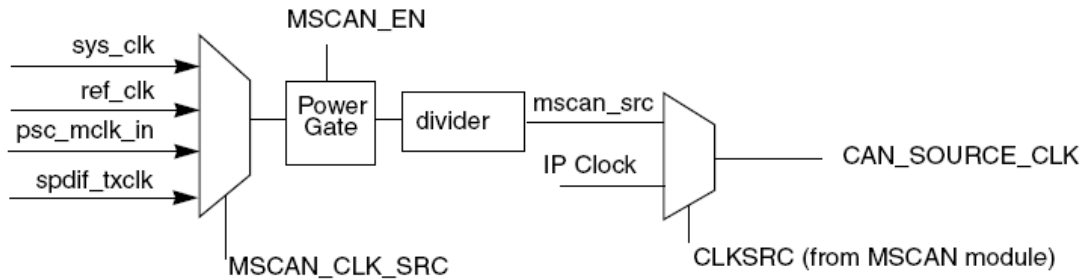 MSCAN_EN
sys_clk
ref_clk
psc_mclk_in
spdif_txclk
Power
Gate
divider
mscan_src
IP Clock
CAN_SOURCE_CLK
MSCAN_CLK_SRC
CLKSRC (from MSCAN module)